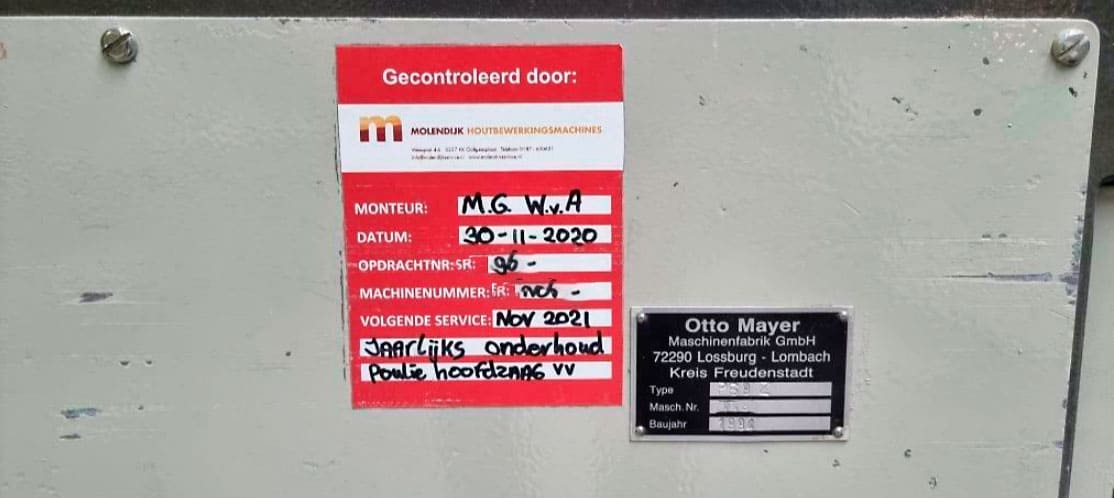 Gecontroleerd door:
m MOLENDIJK HOUTBEWERKINGSMACHINES
MONTEUR: M.G. W.v.A
DATUM: 30-11-2020
OPDRACHTNR: SR: 96-
MACHINENUMMER:
VOLGENDE SERVICE: Nov 2021
JAARlijks onderhoud
Poulie hoofdZAAG VV
Otto Mayer
Maschinenfabrik GmbH
72290 Lossburg - Lombach
Kreis Freudenstadt
Type
Masch. Nr.
Baujahr